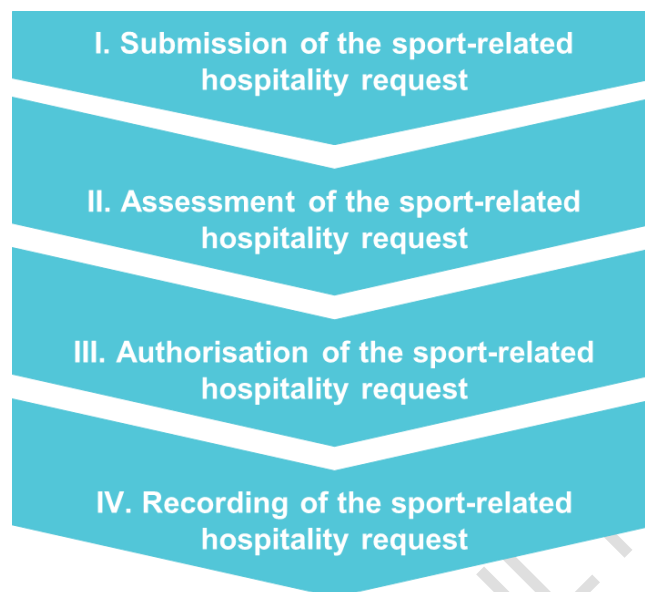 I. Submission of the sport-related
hospitality request
II. Assessment of the sport-related
hospitality request
III. Authorisation of the sport-related
hospitality request
IV. Recording of the sport-related
hospitality request